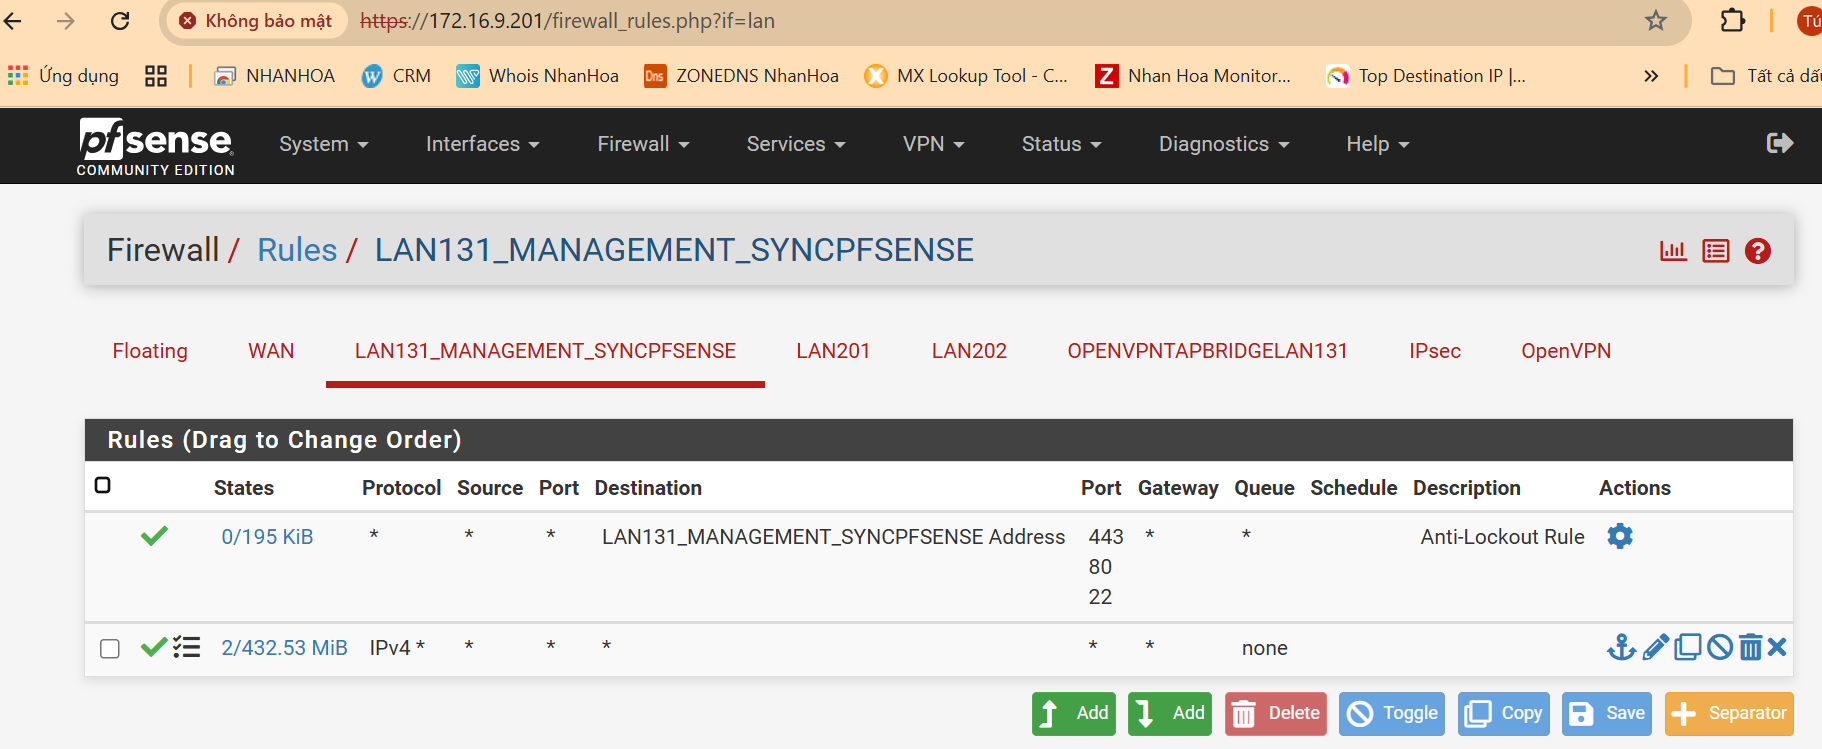 Không bảo mật https://172.16.9.201/firewall_rules.php?if=lan Tú
Ứng dụng NHANHOA CRM Whois NhanHoa Dns ZONEDNS NhanHoa MX Lookup Tool - C... Z Nhan Hoa Monitor... Top Destination IP |... » Tất cả dấu
pfsense System Interfaces Firewall Services VPN Status Diagnostics Help
COMMUNITY EDITION
Firewall / Rules / LAN131_MANAGEMENT_SYNCPFSENSE
Floating WAN LAN131_MANAGEMENT_SYNCPFSENSE LAN201 LAN202 OPENVPNTAPBRIDGELAN131 IPsec OpenVPN
Rules (Drag to Change Order)
States Protocol Source Port Destination Port Gateway Queue Schedule Description Actions
0/195 KiB * * * LAN131_MANAGEMENT_SYNCPFSENSE Address 443 * * Anti-Lockout Rule
80
22
2/432.53 MiB IPv4 * * * * * * none
Add Add Delete Toggle Copy Save Separator